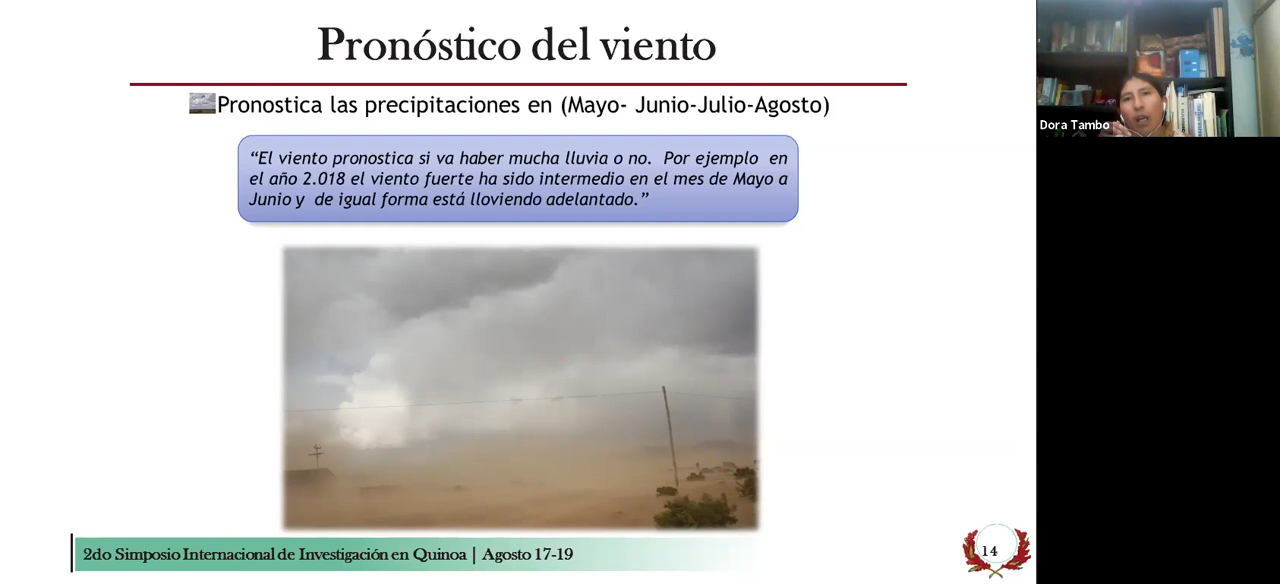 Pronóstico del viento
Pronostica las precipitaciones en (Mayo- Junio-Julio-Agosto)
“El viento pronostica si va haber mucha lluvia o no. Por ejemplo en
el año 2.018 el viento fuerte ha sido intermedio en el mes de Mayo a
Junio y de igual forma está lloviendo adelantado.”
2do Simposio Internacional de Investigación en Quinoa | Agosto 17-19
14
Dora Tambo